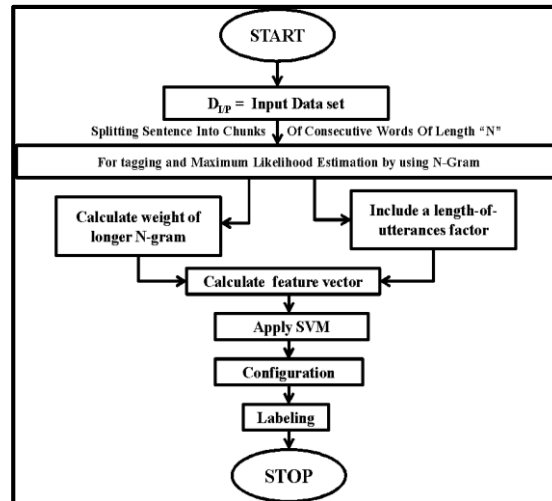 START
D_I/P = Input Data set
Splitting Sentence Into Chunks Of Consecutive Words Of Length “N”
For tagging and Maximum Likelihood Estimation by using N-Gram
Calculate weight of
longer N-gram
Include a length-of-
utterances factor
Calculate feature vector
Apply SVM
Configuration
Labeling
STOP